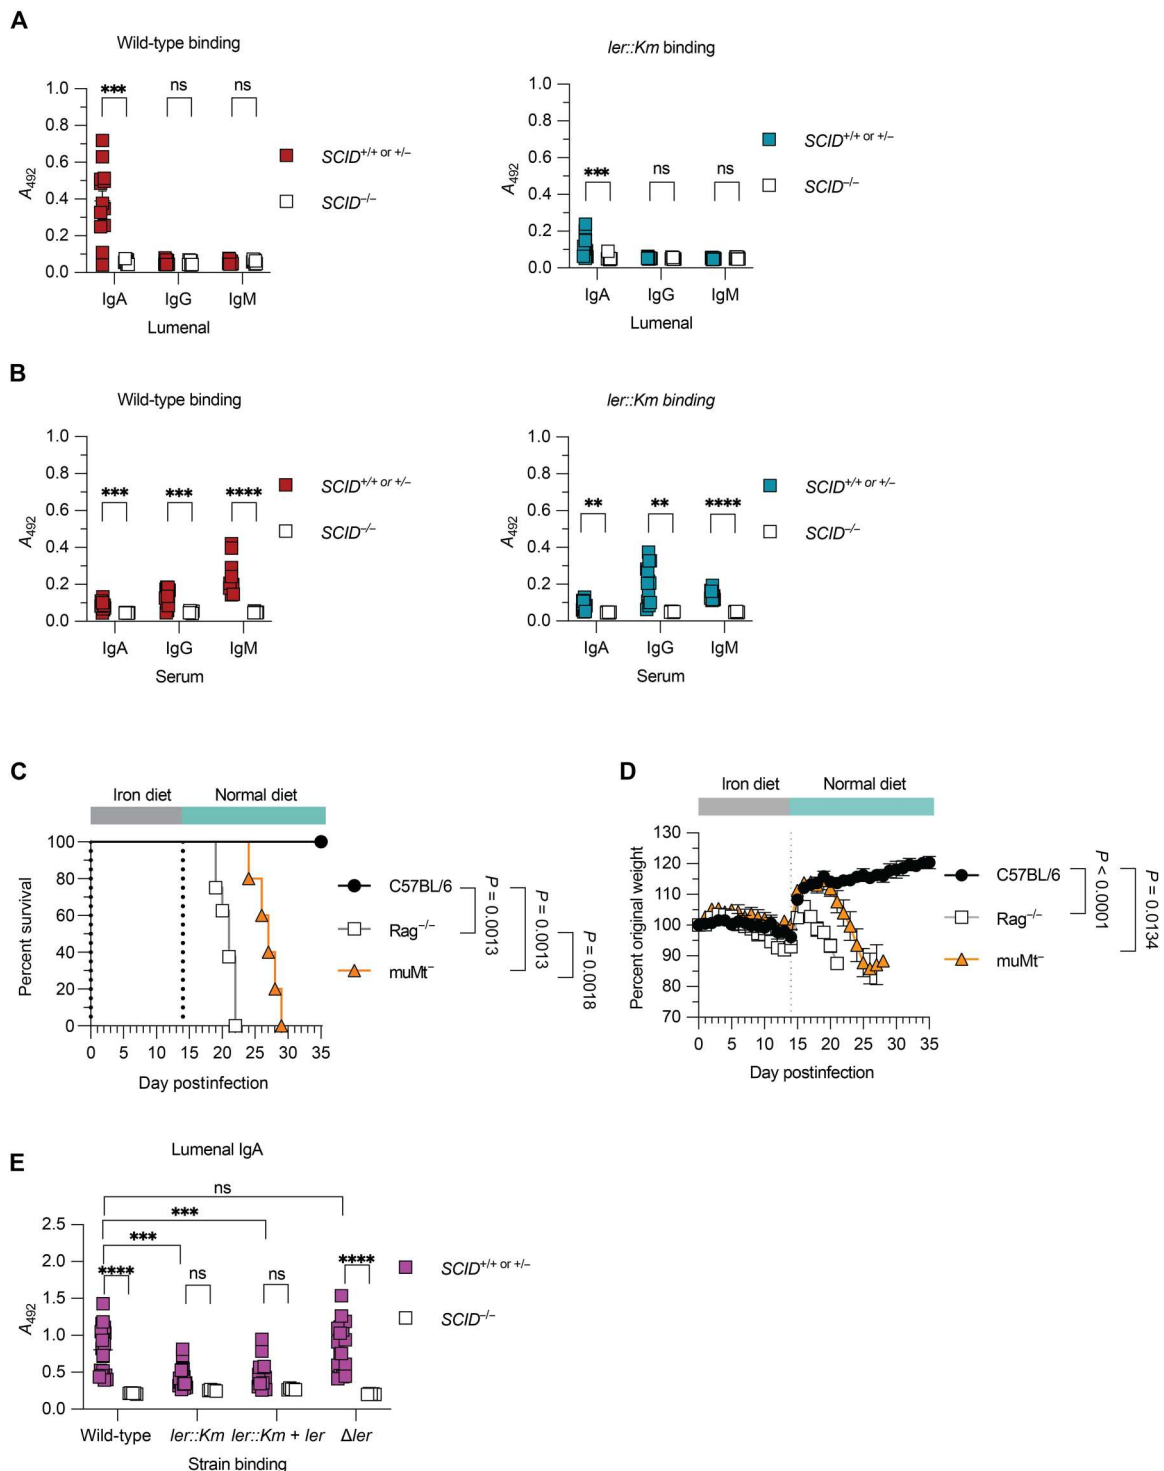 A
Wild-type binding
ler::Km binding
1.0
0.8
0.6
0.4
0.2
0.0
A492
***
ns
ns
SCID+/+ or +/–
SCID–/–
IgA
IgG
IgM
Lumenal
1.0
0.8
0.6
0.4
0.2
0.0
A492
***
ns
ns
SCID+/+ or +/–
SCID–/–
IgA
IgG
IgM
Lumenal
B
Wild-type binding
ler::Km binding
1.0
0.8
0.6
0.4
0.2
0.0
A492
***
***
****
SCID+/+ or +/–
SCID–/–
IgA
IgG
IgM
Serum
1.0
0.8
0.6
0.4
0.2
0.0
A492
**
**
****
SCID+/+ or +/–
SCID–/–
IgA
IgG
IgM
Serum
C
Iron diet
Normal diet
100
80
60
40
20
0
Percent survival
0 5 10 15 20 25 30 35
Day postinfection
C57BL/6
Rag–/–
muMt–
P = 0.0013
P = 0.0013
P = 0.0018
D
Iron diet
Normal diet
130
120
110
100
90
80
70
Percent original weight
0 5 10 15 20 25 30 35
Day postinfection
C57BL/6
Rag–/–
muMt–
P < 0.0001
P = 0.0134
E
Lumenal IgA
ns
***
***
****
ns
ns
****
2.5
2.0
1.5
1.0
0.5
0.0
A492
SCID+/+ or +/–
SCID–/–
Wild-type
ler::Km
ler::Km + ler
Δler
Strain binding